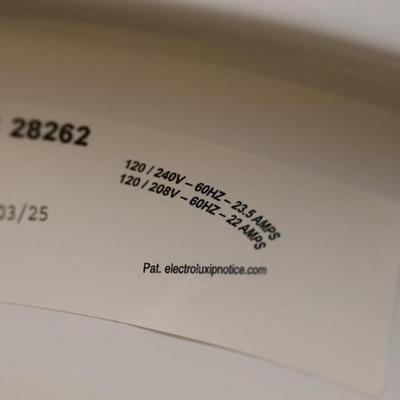 28262
120 / 240V – 60HZ – 23.5 AMPS
120 / 208V – 60HZ – 22 AMPS
03/25
Pat. electroluxipnotice.com